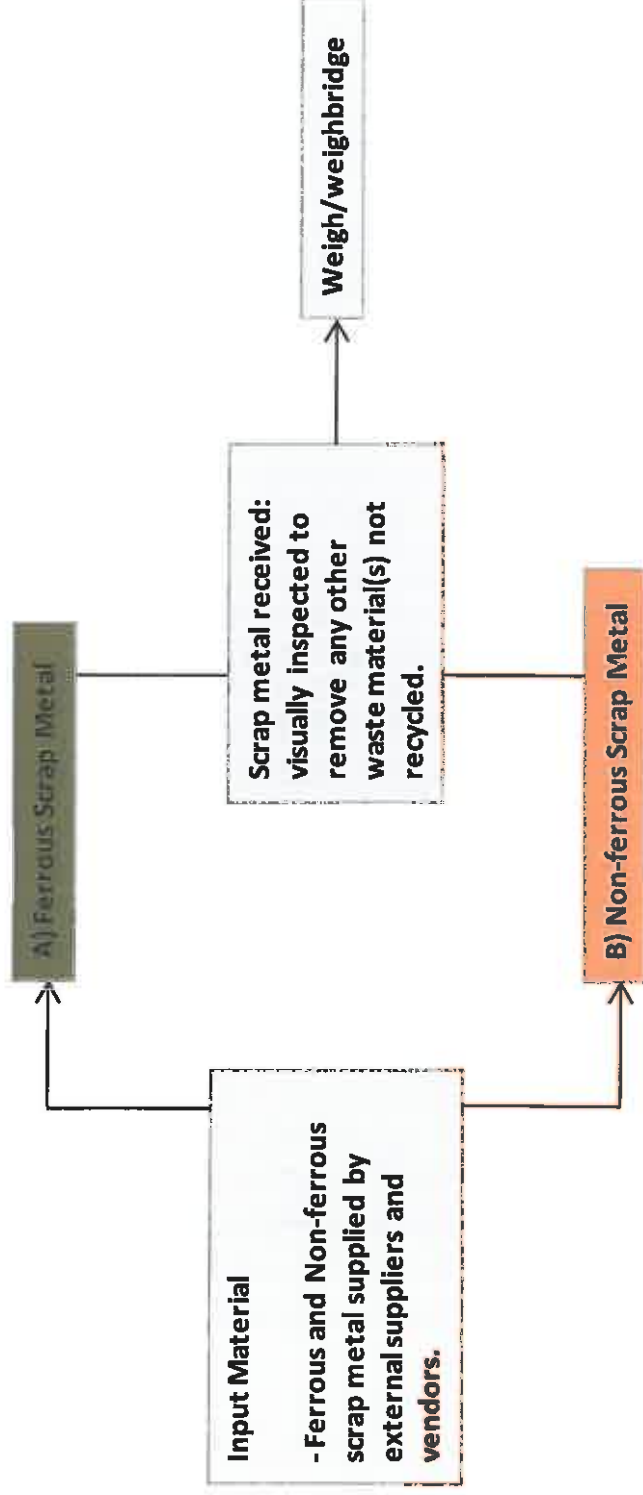 Input Material
- Ferrous and Non-ferrous
scrap metal supplied by
external suppliers and
vendors.
A) Ferrous Scrap Metal
Scrap metal received:
visually inspected to
remove any other
waste material(s) not
recycled.
B) Non-ferrous Scrap Metal
Weigh/weighbridge